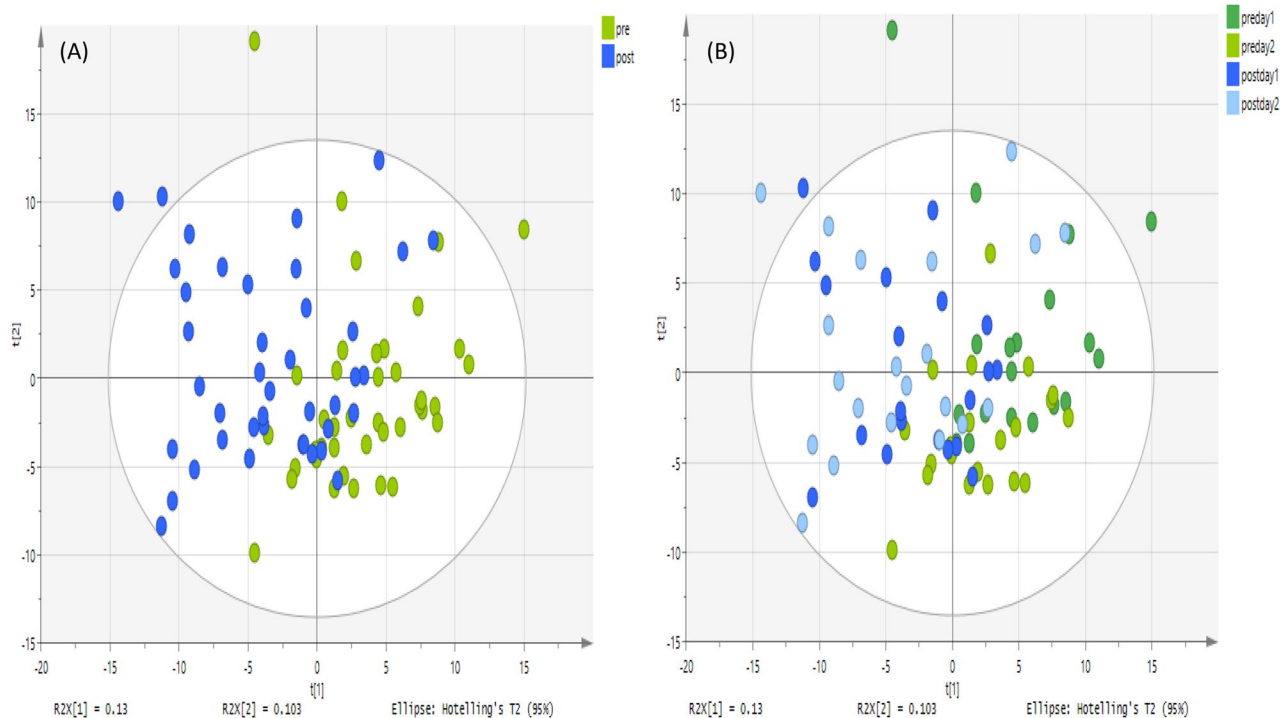 (A)
pre
post
t[2]
15
10
5
0
-5
-10
-15
-20 -15 -10 -5 0 5 10 15
t[1]
R2X[1] = 0.13 R2X[2] = 0.103 Ellipse: Hotelling's T2 (95%)
(B)
preday1
preday2
postday1
postday2
t[2]
15
10
5
0
-5
-10
-15
-20 -15 -10 -5 0 5 10 15
t[1]
R2X[1] = 0.13 R2X[2] = 0.103 Ellipse: Hotelling's T2 (95%)